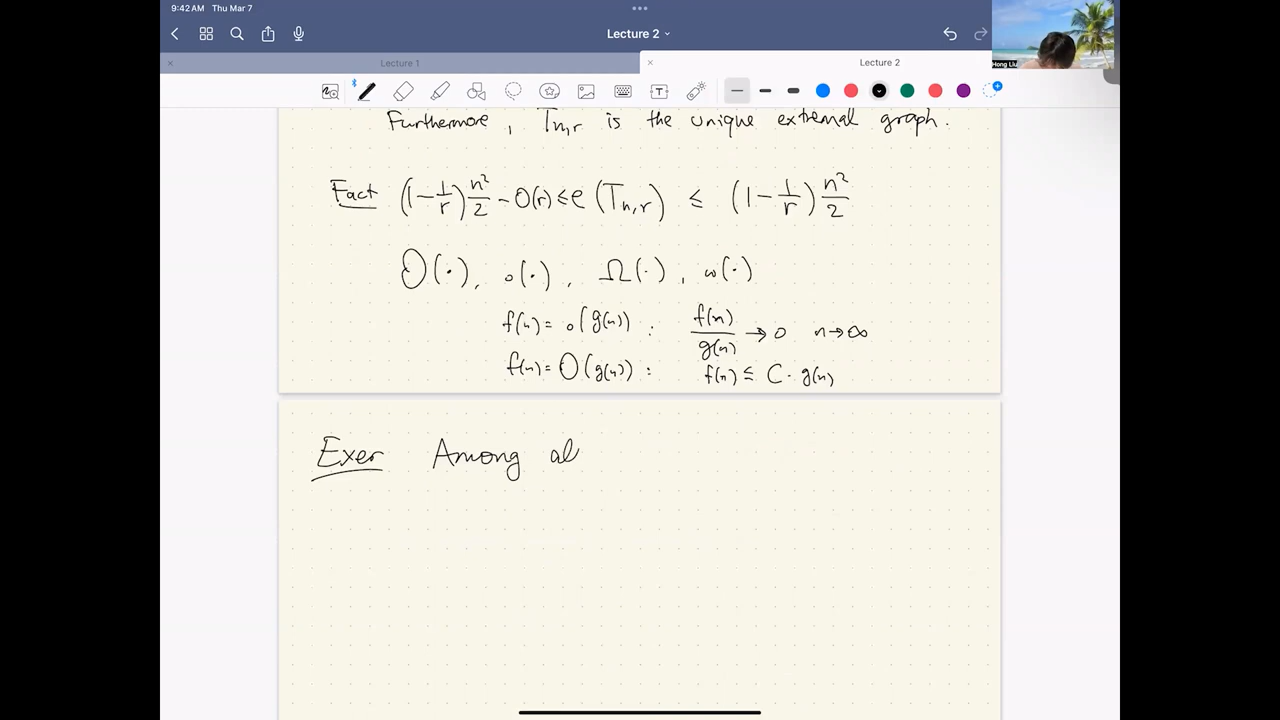 9:42 AM Thu Mar 7
Lecture 2
Lecture 1
Lecture 2
Hong Liu
Furthermore, T_{n,r} is the unique extremal graph.
Fact (1-1/r) n²/2 - O(r) ≤ e(T_{n,r}) ≤ (1-1/r) n²/2
O(·), o(·), Ω(·), ω(·)
f(n) = o(g(n)) : f(n)/g(n) → 0 n→∞
f(n) = O(g(n)) : f(n) ≤ C· g(n)
Exer Among al